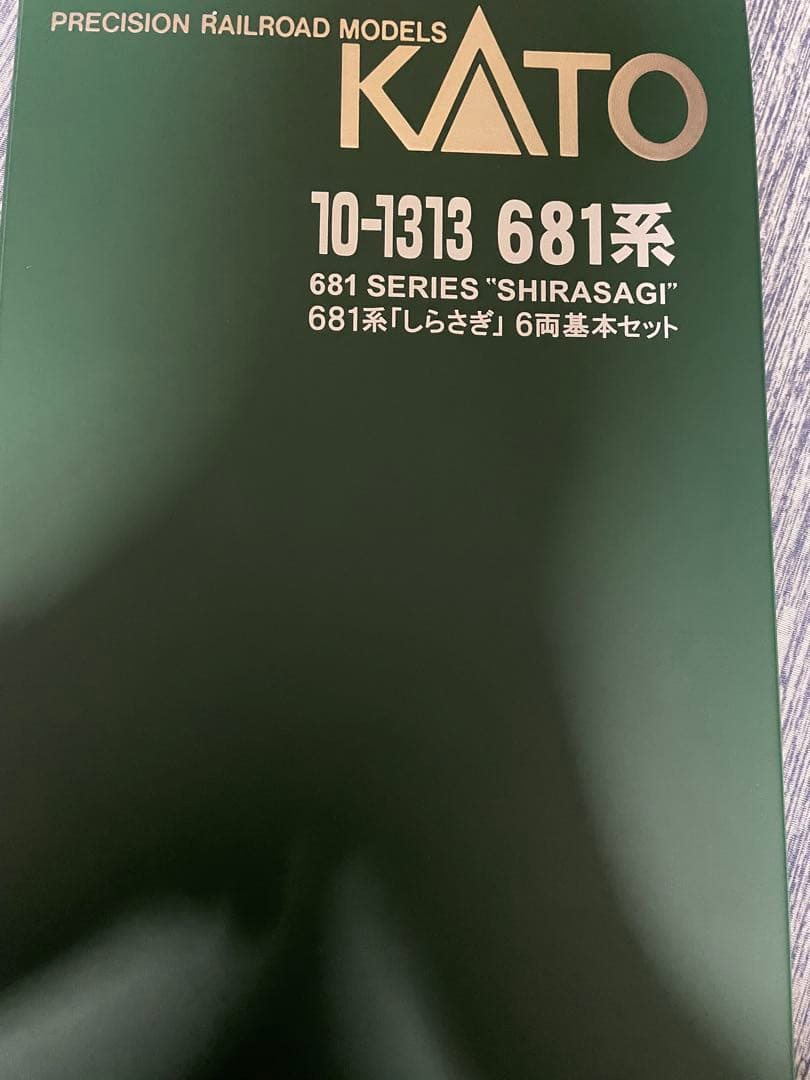 PRECISION RAILROAD MODELS
KATO
10-1313 681系
681 SERIES "SHIRASAGI"
681系「しらさぎ」 6両基本セット